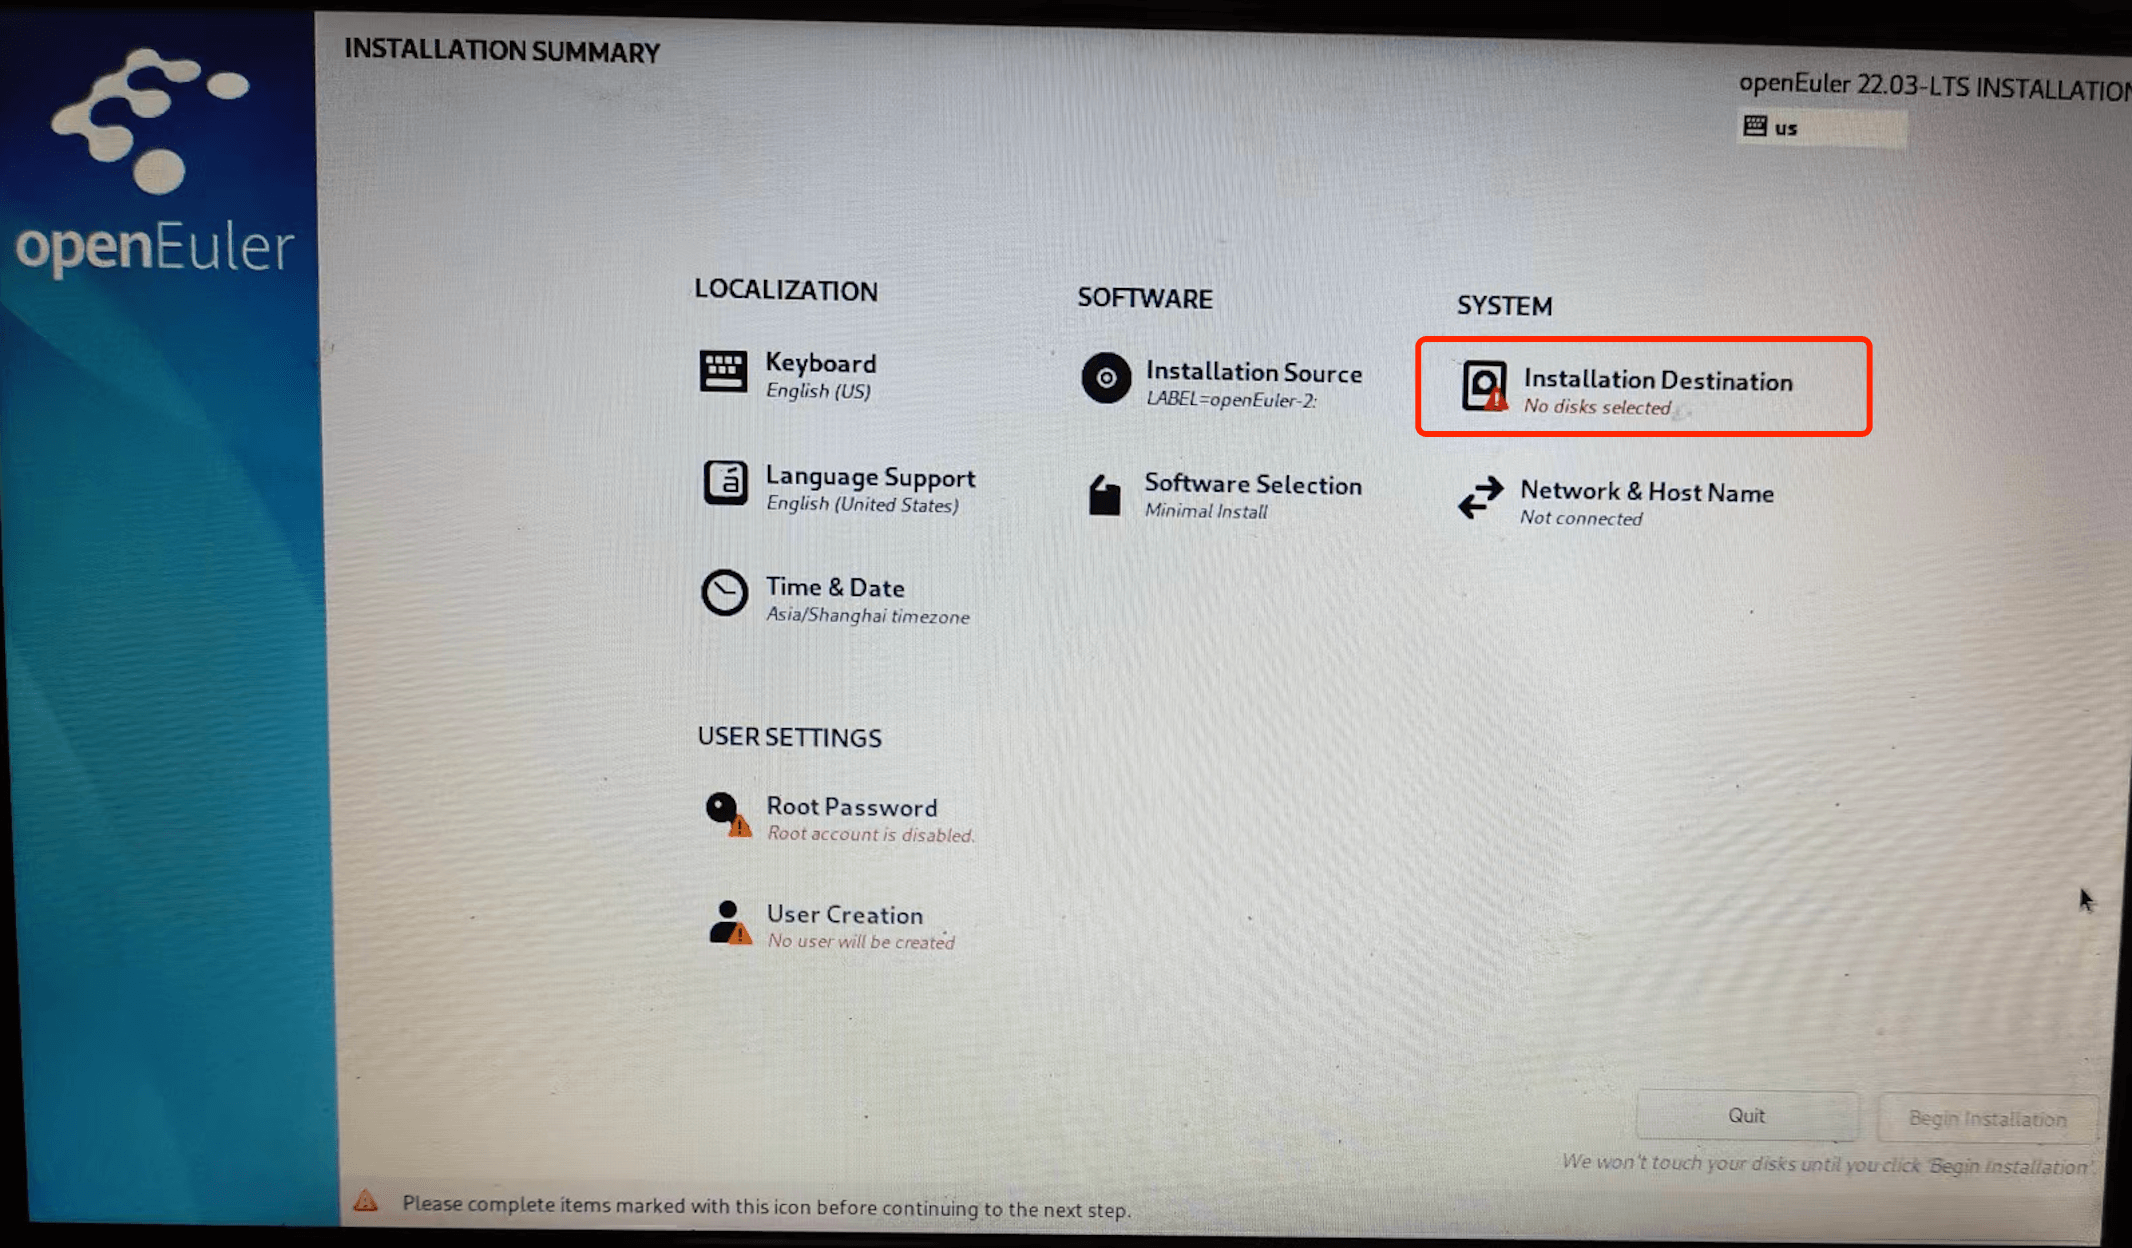 INSTALLATION SUMMARY
openEuler 22.03-LTS INSTALLATION
us
openEuler
LOCALIZATION
Keyboard
English (US)
Language Support
English (United States)
Time & Date
Asia/Shanghai timezone
SOFTWARE
Installation Source
LABEL=openEuler-2:
Software Selection
Minimal Install
SYSTEM
Installation Destination
No disks selected
Network & Host Name
Not connected
USER SETTINGS
Root Password
Root account is disabled.
User Creation
No user will be created
Quit
Begin Installation
We won't touch your disks until you click 'Begin Installation'.
Please complete items marked with this icon before continuing to the next step.